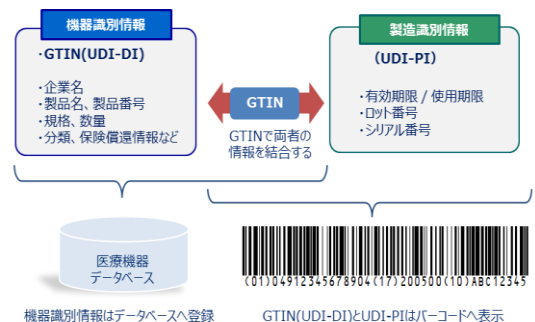 機器識別情報
・GTIN(UDI-DI)
・企業名
・製品名、製品番号
・規格、数量
・分類、保険償還情報など
GTIN
GTINで両者の
情報を結合する
製造識別情報
(UDI-PI)
・有効期限 / 使用期限
・ロット番号
・シリアル番号
医療機器
データベース
(01)04912345678904(17)200500(10)ABC12345
機器識別情報はデータベースへ登録
GTIN(UDI-DI)とUDI-PIはバーコードへ表示